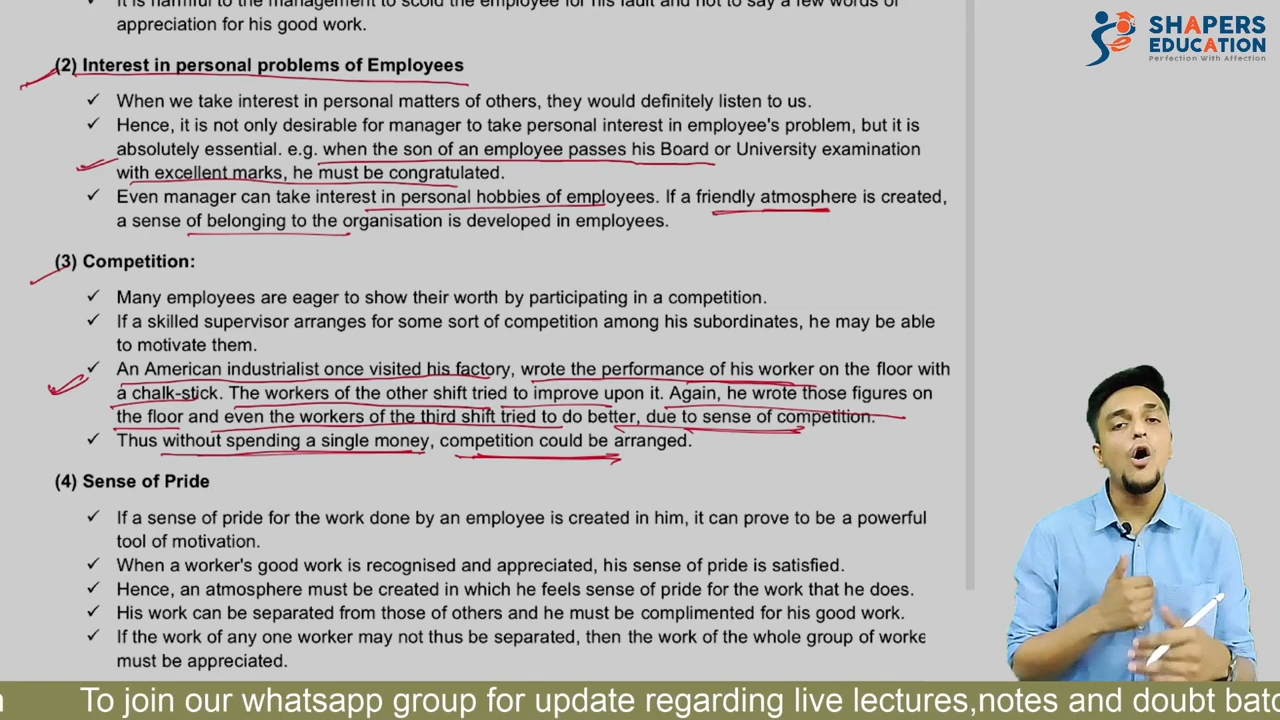 It is harmful to the management to scold the employee for his fault and not to say a few words of
appreciation for his good work.
SHAPERS
EDUCATION
Perfection With Affection
(2) Interest in personal problems of Employees
✓ When we take interest in personal matters of others, they would definitely listen to us.
✓ Hence, it is not only desirable for manager to take personal interest in employee's problem, but it is
absolutely essential. e.g. when the son of an employee passes his Board or University examination
with excellent marks, he must be congratulated.
✓ Even manager can take interest in personal hobbies of employees. If a friendly atmosphere is created,
a sense of belonging to the organisation is developed in employees.
(3) Competition:
✓ Many employees are eager to show their worth by participating in a competition.
✓ If a skilled supervisor arranges for some sort of competition among his subordinates, he may be able
to motivate them.
✓ An American industrialist once visited his factory, wrote the performance of his worker on the floor with
a chalk-stick. The workers of the other shift tried to improve upon it. Again, he wrote those figures on
the floor and even the workers of the third shift tried to do better, due to sense of competition.
✓ Thus without spending a single money, competition could be arranged.
(4) Sense of Pride
✓ If a sense of pride for the work done by an employee is created in him, it can prove to be a powerful
tool of motivation.
✓ When a worker's good work is recognised and appreciated, his sense of pride is satisfied.
✓ Hence, an atmosphere must be created in which he feels sense of pride for the work that he does.
✓ His work can be separated from those of others and he must be complimented for his good work.
✓ If the work of any one worker may not thus be separated, then the work of the whole group of worke
must be appreciated.
To join our whatsapp group for update regarding live lectures,notes and doubt batc